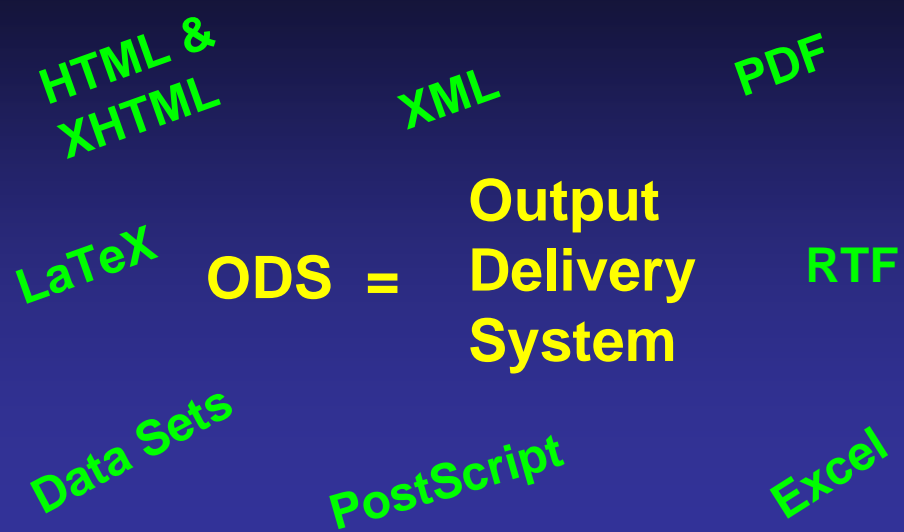 HTML &
XHTML
XML
PDF
LaTeX
ODS =
Output
Delivery
System
RTF
Data Sets
PostScript
Excel